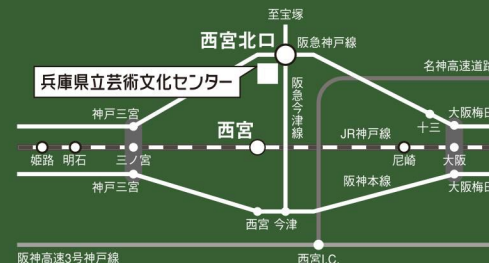 至宝塚
西宮北口
阪急神戸線
兵庫県立芸術文化センター
名神高速道路
阪急今津線
神戸三宮
十三
大阪梅田
西宮
JR神戸線
姫路
明石
三ノ宮
尼崎
大阪
神戸三宮
阪神本線
大阪梅田
西宮
今津
阪神高速3号神戸線
西宮I.C.